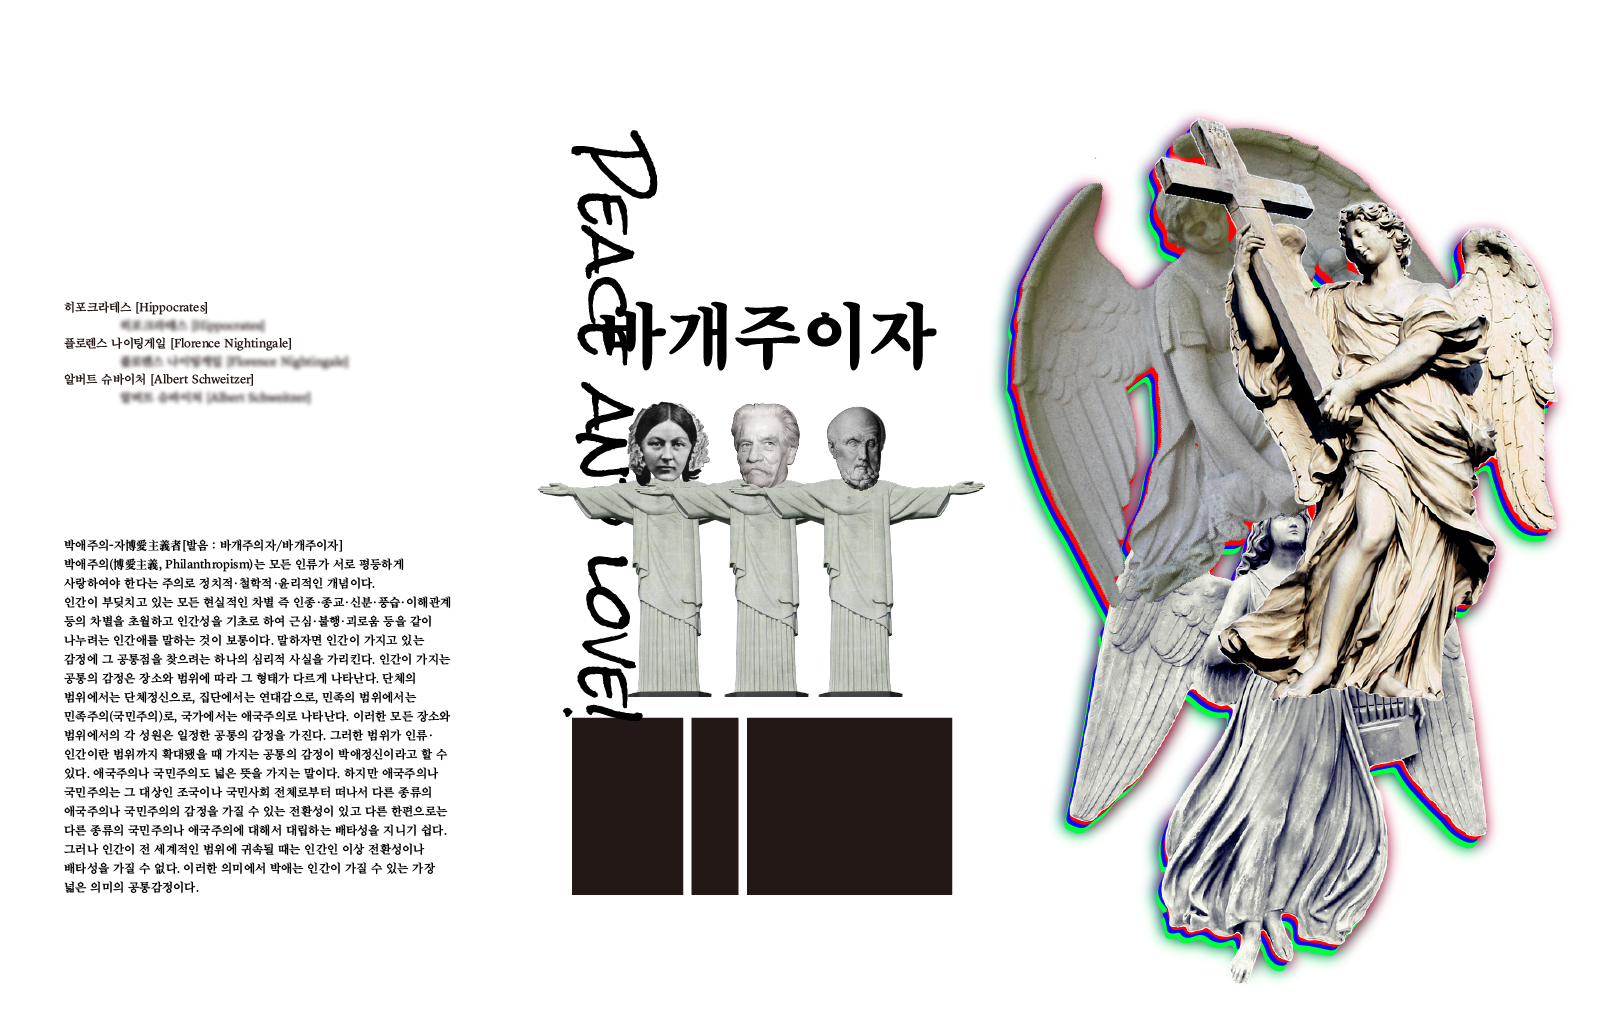 히포크라테스 [Hippocrates]
히포크라테스 [Hippocrates]
플로렌스 나이팅게일 [Florence Nightingale]
플로렌스 나이팅게일 [Florence Nightingale]
알버트 슈바이처 [Albert Schweitzer]
알버트 슈바이처 [Albert Schweitzer]
박애주의-자博愛主義者[발음 : 바개주의자/바개주이자]
박애주의(博愛主義, Philanthropism)는 모든 인류가 서로 평등하게
사랑하여야 한다는 주의로 정치적·철학적·윤리적인 개념이다.
인간이 부딪치고 있는 모든 현실적인 차별 즉 인종·종교·신분·풍습·이해관계
등의 차별을 초월하고 인간성을 기초로 하여 근심·불행·괴로움 등을 같이
나누려는 인간애를 말하는 것이 보통이다. 말하자면 인간이 가지고 있는
감정에 그 공통점을 찾으려는 하나의 심리적 사실을 가리킨다. 인간이 가지는
공통의 감정은 장소와 범위에 따라 그 형태가 다르게 나타난다. 단체의
범위에서는 단체정신으로, 집단에서는 연대감으로, 민족의 범위에서는
민족주의(국민주의)로, 국가에서는 애국주의로 나타난다. 이러한 모든 장소와
범위에서의 각 성원은 일정한 공통의 감정을 가진다. 그러한 범위가 인류·
인간이란 범위까지 확대됐을 때 가지는 공통의 감정이 박애정신이라고 할 수
있다. 애국주의나 국민주의도 넓은 뜻을 가지는 말이다. 하지만 애국주의나
국민주의는 그 대상인 조국이나 국민사회 전체로부터 떠나서 다른 종류의
애국주의나 국민주의의 감정을 가질 수 있는 전환성이 있고 다른 한편으로는
다른 종류의 국민주의나 애국주의에 대해서 대립하는 배타성을 지니기 쉽다.
그러나 인간이 전 세계적인 범위에 귀속될 때는 인간인 이상 전환성이나
배타성을 가질 수 없다. 이러한 의미에서 박애는 인간이 가질 수 있는 가장
넓은 의미의 공통감정이다.
PEACE AND LOVE!
바개주이자